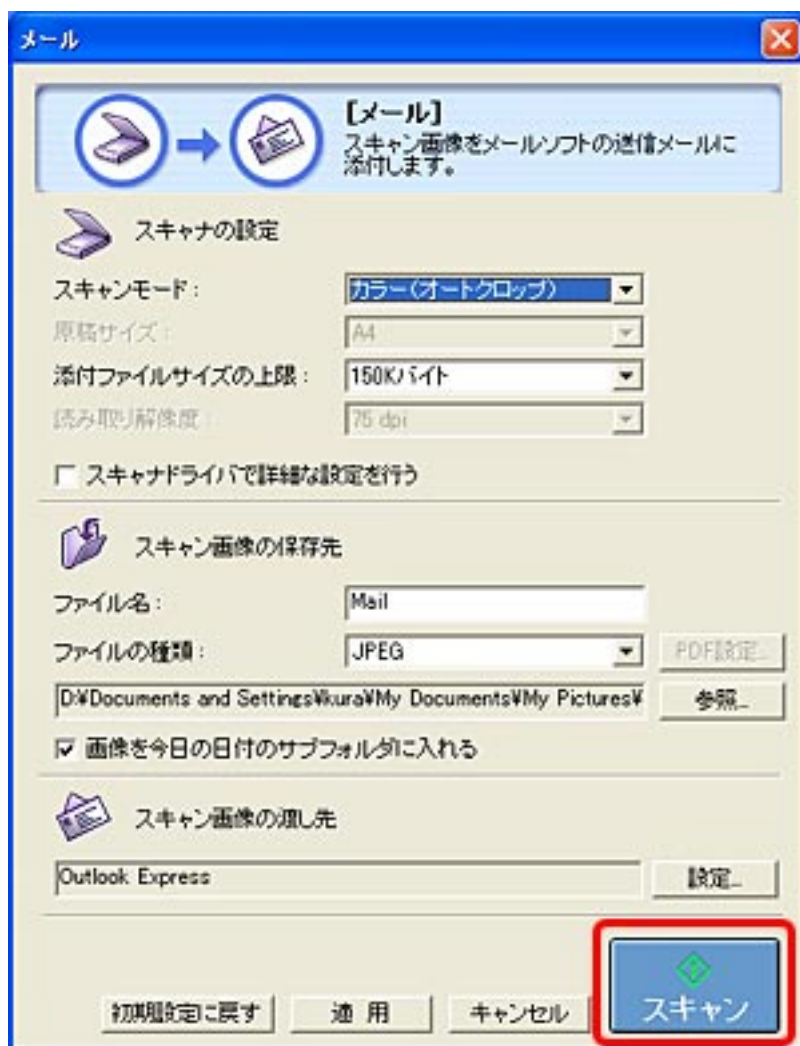 メール
【メール】
スキャン画像をメールソフトの送信メールに
添付します。
スキャナの設定
スキャンモード：
カラー(オートクロップ)
原稿サイズ：
A4
添付ファイルサイズの上限：
150Kバイト
読み取り解像度：
75 dpi
スキャナドライバで詳細な設定を行う
スキャン画像の保存先
ファイル名：
Mail
ファイルの種類：
JPEG
PDF設定...
D:¥Documents and Settings¥kura¥My Documents¥My Pictures¥
参照...
画像を今日の日付のサブフォルダに入れる
スキャン画像の渡し先
Outlook Express
設定...
初期設定に戻す
適用
キャンセル
スキャン